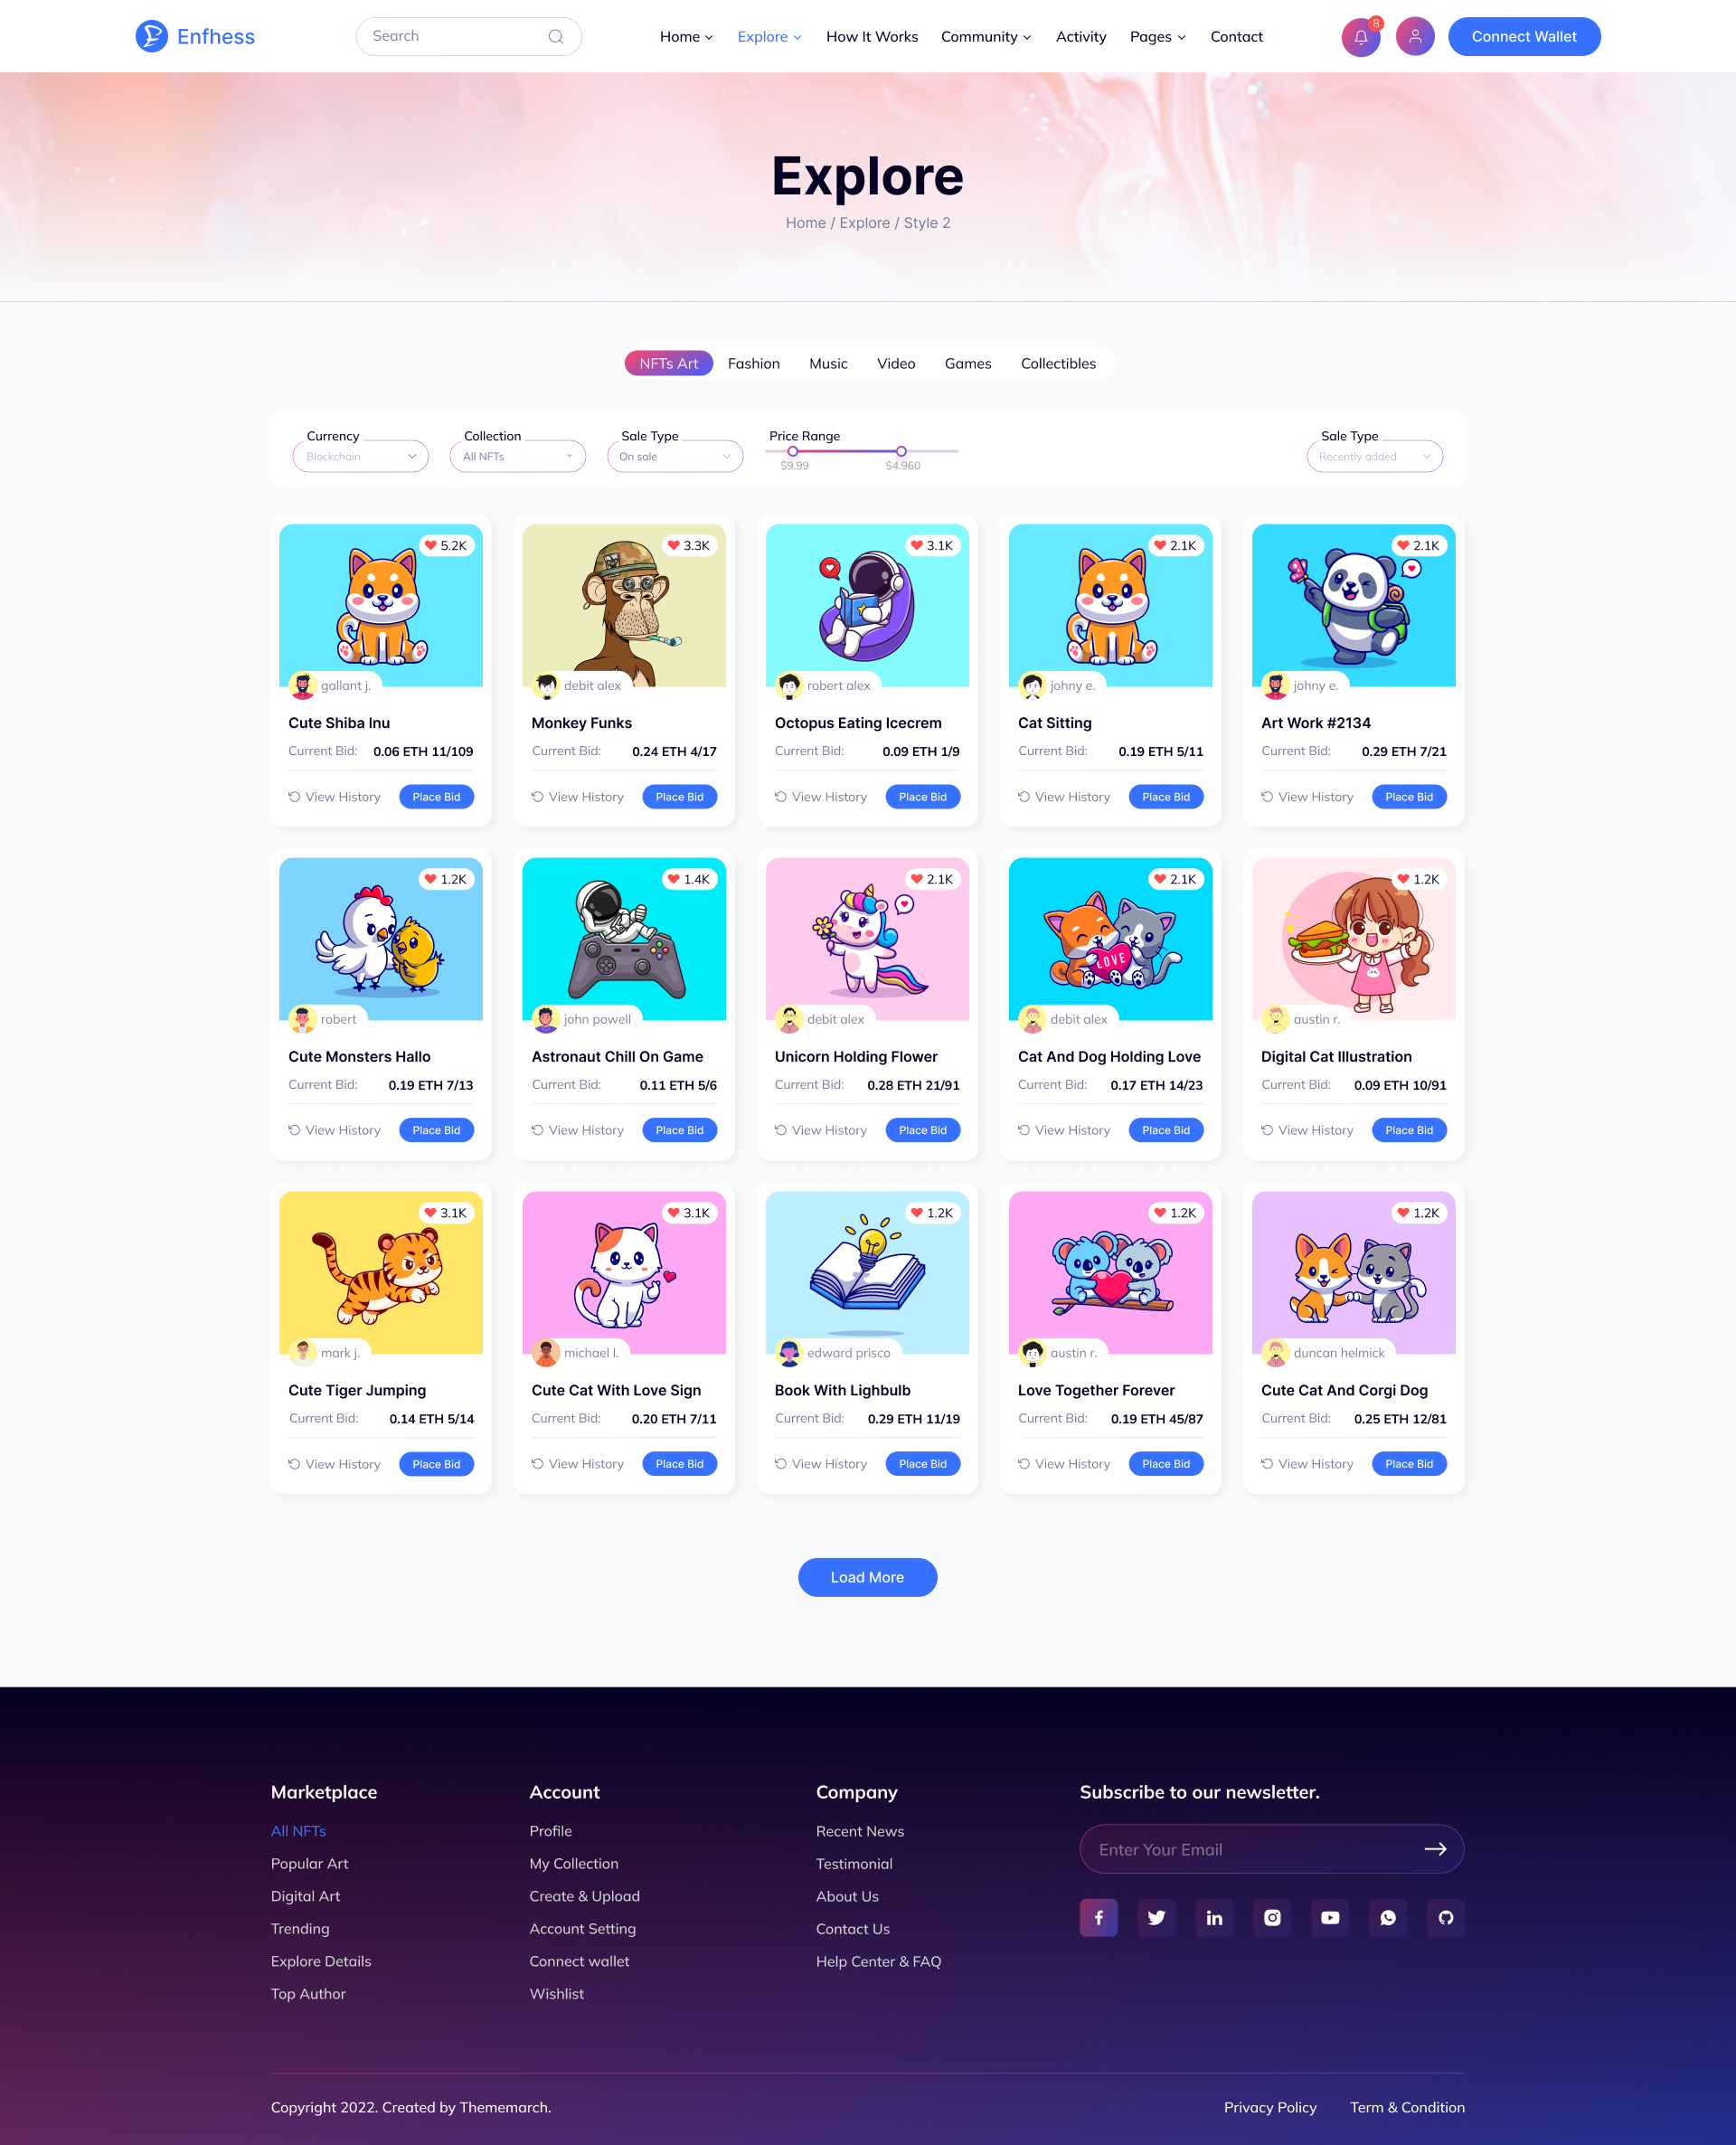 Enfhess
Search
Home
Explore
How It Works
Community
Activity
Pages
Contact
8
Connect Wallet
Explore
Home / Explore / Style 2
NFTs Art
Fashion
Music
Video
Games
Collectibles
Currency
Blockchain
Collection
All NFTs
Sale Type
On sale
Price Range
$9.99
$4.960
Sale Type
Recently added
5.2K
gallant j.
Cute Shiba Inu
Current Bid: 0.06 ETH 11/109
View History
Place Bid
3.3K
debit alex
Monkey Funks
Current Bid: 0.24 ETH 4/17
View History
Place Bid
3.1K
robert alex
Octopus Eating Icecrem
Current Bid: 0.09 ETH 1/9
View History
Place Bid
2.1K
johny e.
Cat Sitting
Current Bid: 0.19 ETH 5/11
View History
Place Bid
2.1K
johny e.
Art Work #2134
Current Bid: 0.29 ETH 7/21
View History
Place Bid
1.2K
robert
Cute Monsters Hallo
Current Bid: 0.19 ETH 7/13
View History
Place Bid
1.4K
john powell
Astronaut Chill On Game
Current Bid: 0.11 ETH 5/6
View History
Place Bid
2.1K
debit alex
Unicorn Holding Flower
Current Bid: 0.28 ETH 21/91
View History
Place Bid
2.1K
LOVE
debit alex
Cat And Dog Holding Love
Current Bid: 0.17 ETH 14/23
View History
Place Bid
1.2K
austin r.
Digital Cat Illustration
Current Bid: 0.09 ETH 10/91
View History
Place Bid
3.1K
mark j.
Cute Tiger Jumping
Current Bid: 0.14 ETH 5/14
View History
Place Bid
3.1K
michael l.
Cute Cat With Love Sign
Current Bid: 0.20 ETH 7/11
View History
Place Bid
1.2K
edward prisco
Book With Lighbulb
Current Bid: 0.29 ETH 11/19
View History
Place Bid
1.2K
austin r.
Love Together Forever
Current Bid: 0.19 ETH 45/87
View History
Place Bid
1.2K
duncan helmick
Cute Cat And Corgi Dog
Current Bid: 0.25 ETH 12/81
View History
Place Bid
Load More
Marketplace
All NFTs
Popular Art
Digital Art
Trending
Explore Details
Top Author
Account
Profile
My Collection
Create & Upload
Account Setting
Connect wallet
Wishlist
Company
Recent News
Testimonial
About Us
Contact Us
Help Center & FAQ
Subscribe to our newsletter.
Enter Your Email
Copyright 2022. Created by Thememarch.
Privacy Policy
Term & Condition